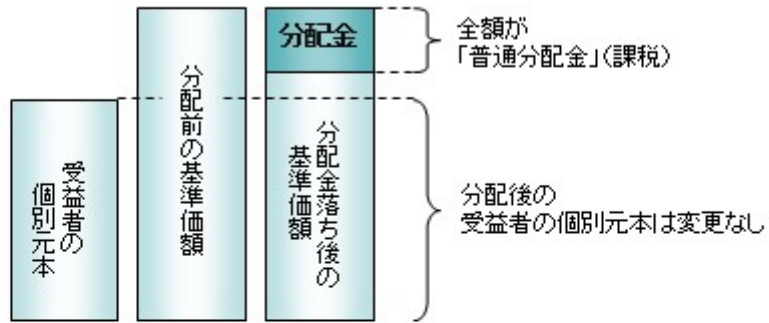 受益者の
個別元本
分配前の基準価額
分配金
分配金落ち後の
基準価額
全額が
「普通分配金」(課税)
分配後の
受益者の個別元本は変更なし